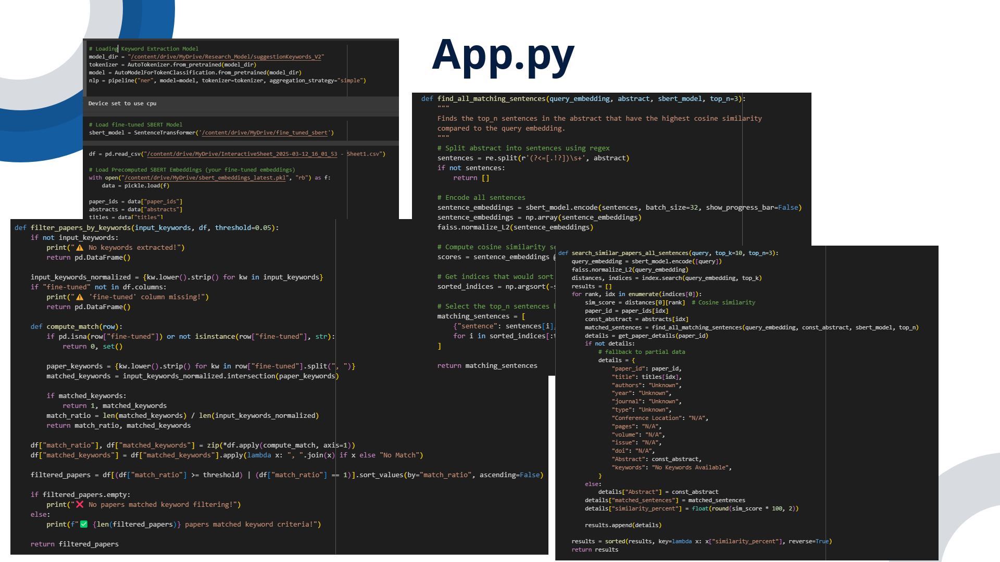 App.py
# Loading Keyword Extraction Model
model_dir = "/content/drive/MyDrive/Research_Model/suggestionKeywords_V2"
tokenizer = AutoTokenizer.from_pretrained(model_dir)
model = AutoModelForTokenClassification.from_pretrained(model_dir)
nlp = pipeline("ner", model=model, tokenizer=tokenizer, aggregation_strategy="simple")
Device set to use cpu
# Load fine-tuned SBERT Model
sbert_model = SentenceTransformer('/content/drive/MyDrive/fine_tuned_sbert')
df = pd.read_csv("/content/drive/MyDrive/InteractiveSheet_2025-03-12_16_01_53 - Sheet1.csv")
# Load Precomputed SBERT Embeddings (your fine-tuned embeddings)
with open("/content/drive/MyDrive/sbert_embeddings_latest.pkl", "rb") as f:
    data = pickle.load(f)
paper_ids = data["paper_ids"]
abstracts = data["abstracts"]
titles = data["titles"]
def filter_papers_by_keywords(input_keywords, df, threshold=0.05):
    if not input_keywords:
        print("⚠️ No keywords extracted!")
        return pd.DataFrame()
    input_keywords_normalized = {kw.lower().strip() for kw in input_keywords}
    if "fine-tuned" not in df.columns:
        print("⚠️ 'fine-tuned' column missing!")
        return pd.DataFrame()
    def compute_match(row):
        if pd.isna(row["fine-tuned"]) or not isinstance(row["fine-tuned"], str):
            return 0, set()
        paper_keywords = {kw.lower().strip() for kw in row["fine-tuned"].split(", ")}
        matched_keywords = input_keywords_normalized.intersection(paper_keywords)
        if matched_keywords:
            return 1, matched_keywords
        match_ratio = len(matched_keywords) / len(input_keywords_normalized)
        return match_ratio, matched_keywords
    df["match_ratio"], df["matched_keywords"] = zip(*df.apply(compute_match, axis=1))
    df["matched_keywords"] = df["matched_keywords"].apply(lambda x: ", ".join(x) if x else "No Match")
    filtered_papers = df[(df["match_ratio"] >= threshold) | (df["match_ratio"] == 1)].sort_values(by="match_ratio", ascending=False)
    if filtered_papers.empty:
        print("❌ No papers matched keyword filtering!")
    else:
        print(f"✅ {len(filtered_papers)} papers matched keyword criteria!")
    return filtered_papers
def find_all_matching_sentences(query_embedding, abstract, sbert_model, top_n=3):
    """
    Finds the top_n sentences in the abstract that have the highest cosine similarity
    compared to the query embedding.
    """
    # Split abstract into sentences using regex
    sentences = re.split(r'(?<=[.!?])\s+', abstract)
    if not sentences:
        return []
    # Encode all sentences
    sentence_embeddings = sbert_model.encode(sentences, batch_size=32, show_progress_bar=False)
    sentence_embeddings = np.array(sentence_embeddings)
    faiss.normalize_L2(sentence_embeddings)
    # Compute cosine similarity
    scores = sentence_embeddings
    # Get indices that would sort
    sorted_indices = np.argsort(-
    # Select the top_n sentences
    matching_sentences = [
        {"sentence": sentences[i],
        for i in sorted_indices[:
    ]
    return matching_sentences
def search_similar_papers_all_sentences(query, top_k=10, top_n=3):
    query_embedding = sbert_model.encode([query])
    faiss.normalize_L2(query_embedding)
    distances, indices = index.search(query_embedding, top_k)
    results = []
    for rank, idx in enumerate(indices[0]):
        sim_score = distances[0][rank]  # Cosine similarity
        paper_id = paper_ids[idx]
        const_abstract = abstracts[idx]
        matched_sentences = find_all_matching_sentences(query_embedding, const_abstract, sbert_model, top_n)
        details = get_paper_details(paper_id)
        if not details:
            # fallback to partial data
            details = {
                "paper_id": paper_id,
                "title": titles[idx],
                "authors": "Unknown",
                "year": "Unknown",
                "journal": "Unknown",
                "type": "Unknown",
                "Conference Location": "N/A",
                "pages": "N/A",
                "volume": "N/A",
                "issue": "N/A",
                "doi": "N/A",
                "Abstract": const_abstract,
                "keywords": "No Keywords Available",
            }
        else:
            details["Abstract"] = const_abstract
        details["matched_sentences"] = matched_sentences
        details["similarity_percent"] = float(round(sim_score * 100, 2))
        results.append(details)
    results = sorted(results, key=lambda x: x["similarity_percent"], reverse=True)
    return results